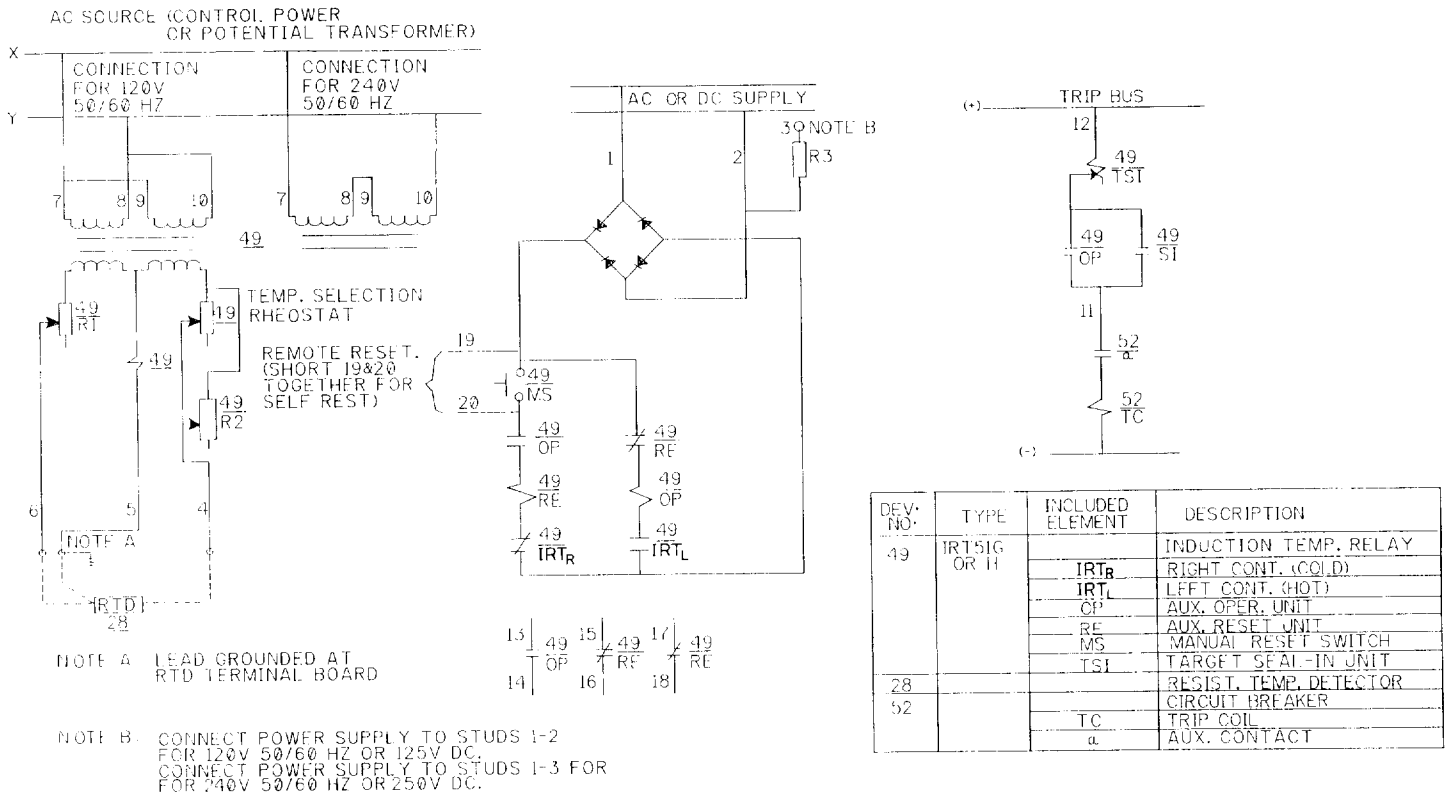 AC SOURCE (CONTROL POWER
OR POTENTIAL TRANSFORMER)
X
CONNECTION
FOR 120V
50/60 HZ
CONNECTION
FOR 240V
50/60 HZ
Y
7 8 9 10
7 8 9 10
49
49
R1
49
TEMP. SELECTION
RHEOSTAT
49
49
R2
6 5 4
NOTE A
RTD
28
NOTE A LEAD GROUNDED AT
RTD TERMINAL BOARD
AC OR DC SUPPLY
1 2
3 NOTE B
R3
REMOTE RESET.
(SHORT 19&20
TOGETHER FOR
SELF REST)
19
20
49
MS
49
OP
49
RE
49
RE
49
OP
49
IRTR
49
IRTL
13 49 OP 14
15 49 RE 16
17 49 RE 18
NOTE B. CONNECT POWER SUPPLY TO STUDS 1-2
FOR 120V 50/60 HZ OR 125V DC.
CONNECT POWER SUPPLY TO STUDS 1-3 FOR
FOR 240V 50/60 HZ OR 250V DC.
(+) TRIP BUS
12
49
TSI
49
OP
49
SI
11
52
a
52
TC
(-)
DEV. NO. TYPE INCLUDED ELEMENT DESCRIPTION
49 IRT51G OR H INDUCTION TEMP. RELAY
IRTR RIGHT CONT. (COLD)
IRTL LEFT CONT. (HOT)
OP AUX. OPER. UNIT
RE AUX. RESET UNIT
MS MANUAL RESET SWITCH
TSI TARGET SEAL-IN UNIT
28 RESIST. TEMP. DETECTOR
52 CIRCUIT BREAKER
TC TRIP COIL
a AUX. CONTACT